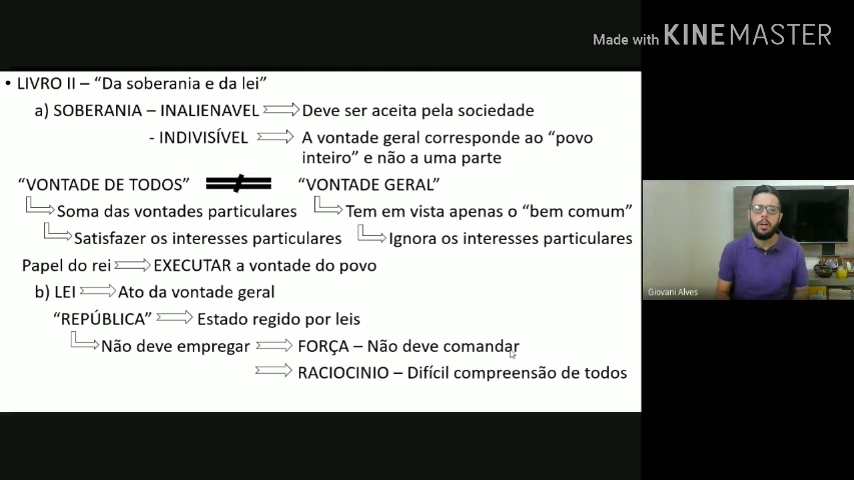 Made with KINEMASTER
• LIVRO II – “Da soberania e da lei”
a) SOBERANIA – INALIENAVEL Deve ser aceita pela sociedade
- INDIVISÍVEL A vontade geral corresponde ao “povo
inteiro” e não a uma parte
“VONTADE DE TODOS” “VONTADE GERAL”
Soma das vontades particulares Tem em vista apenas o “bem comum”
Satisfazer os interesses particulares Ignora os interesses particulares
Papel do rei EXECUTAR a vontade do povo
b) LEI Ato da vontade geral
“REPÚBLICA” Estado regido por leis
Não deve empregar FORÇA – Não deve comandar
RACIOCINIO – Difícil compreensão de todos
Giovani Alves